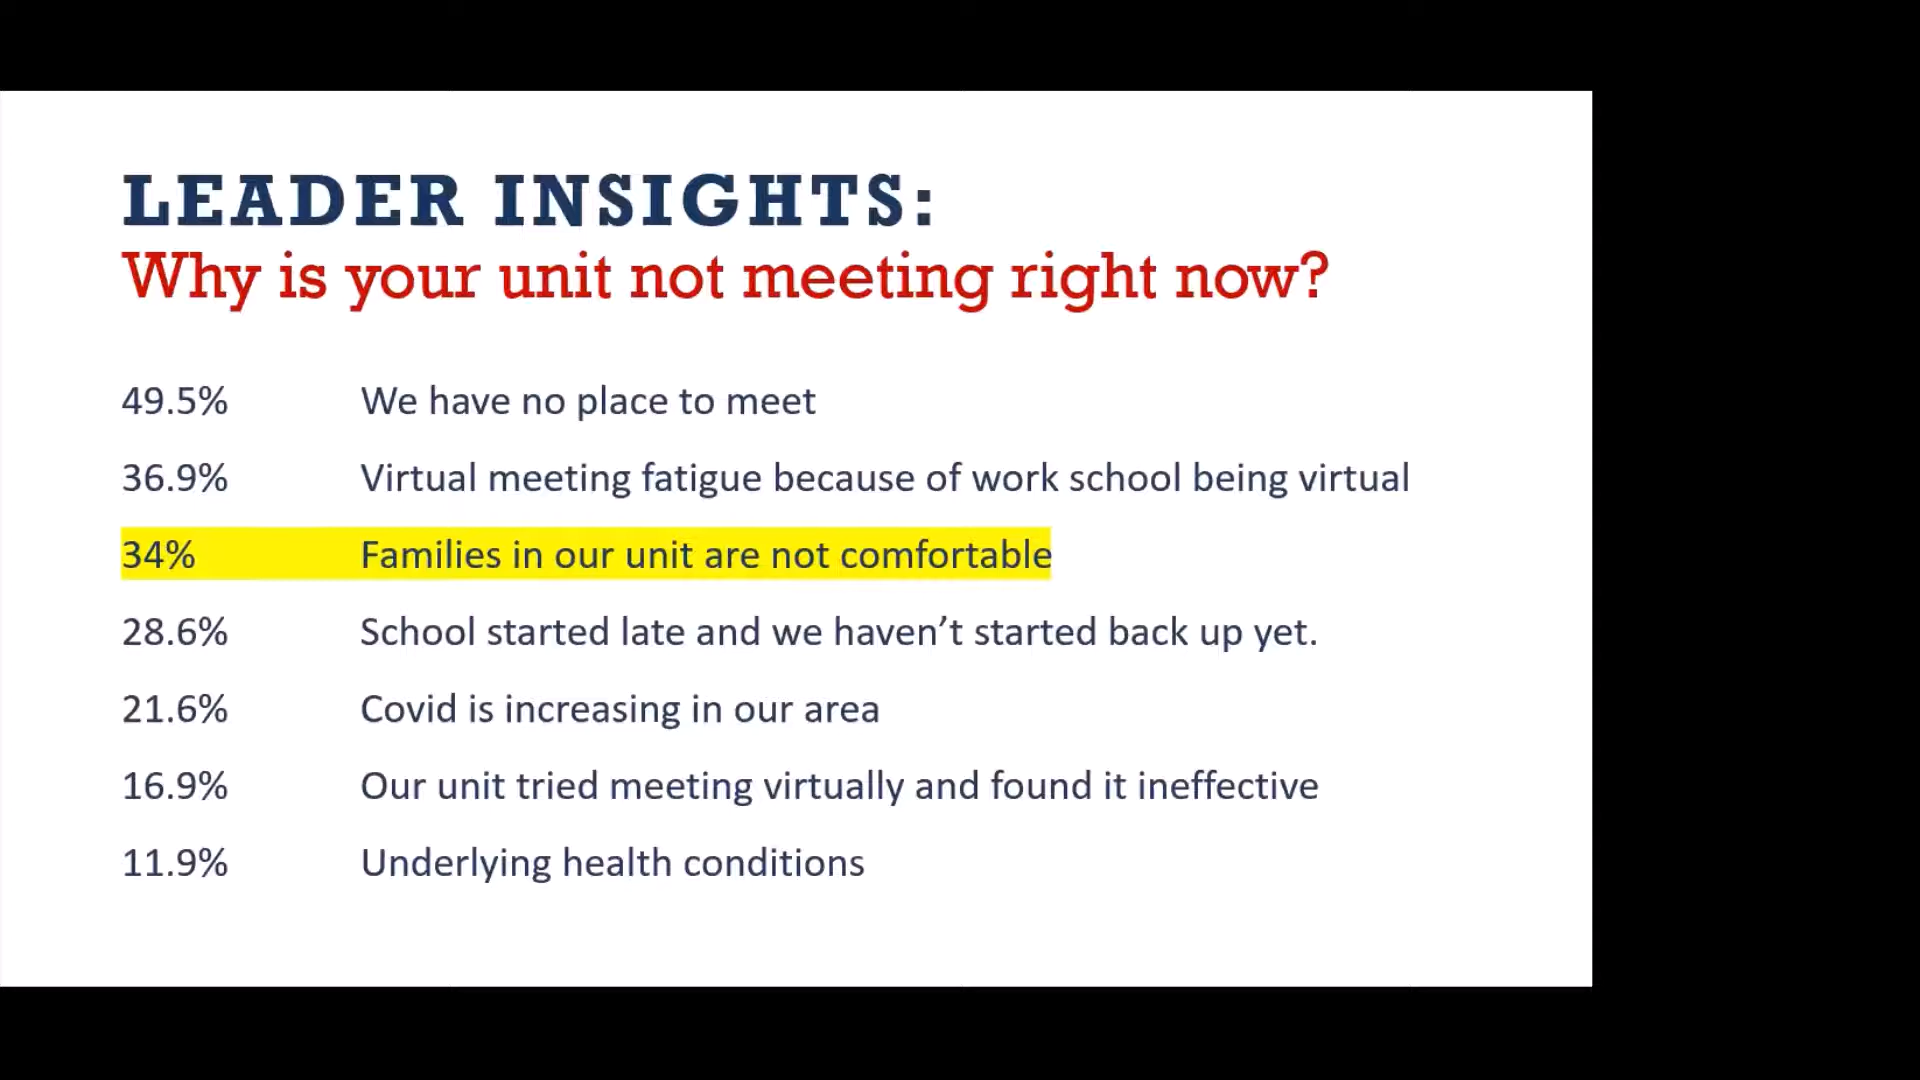 LEADER INSIGHTS:
Why is your unit not meeting right now?
49.5% We have no place to meet
36.9% Virtual meeting fatigue because of work school being virtual
34% Families in our unit are not comfortable
28.6% School started late and we haven’t started back up yet.
21.6% Covid is increasing in our area
16.9% Our unit tried meeting virtually and found it ineffective
11.9% Underlying health conditions